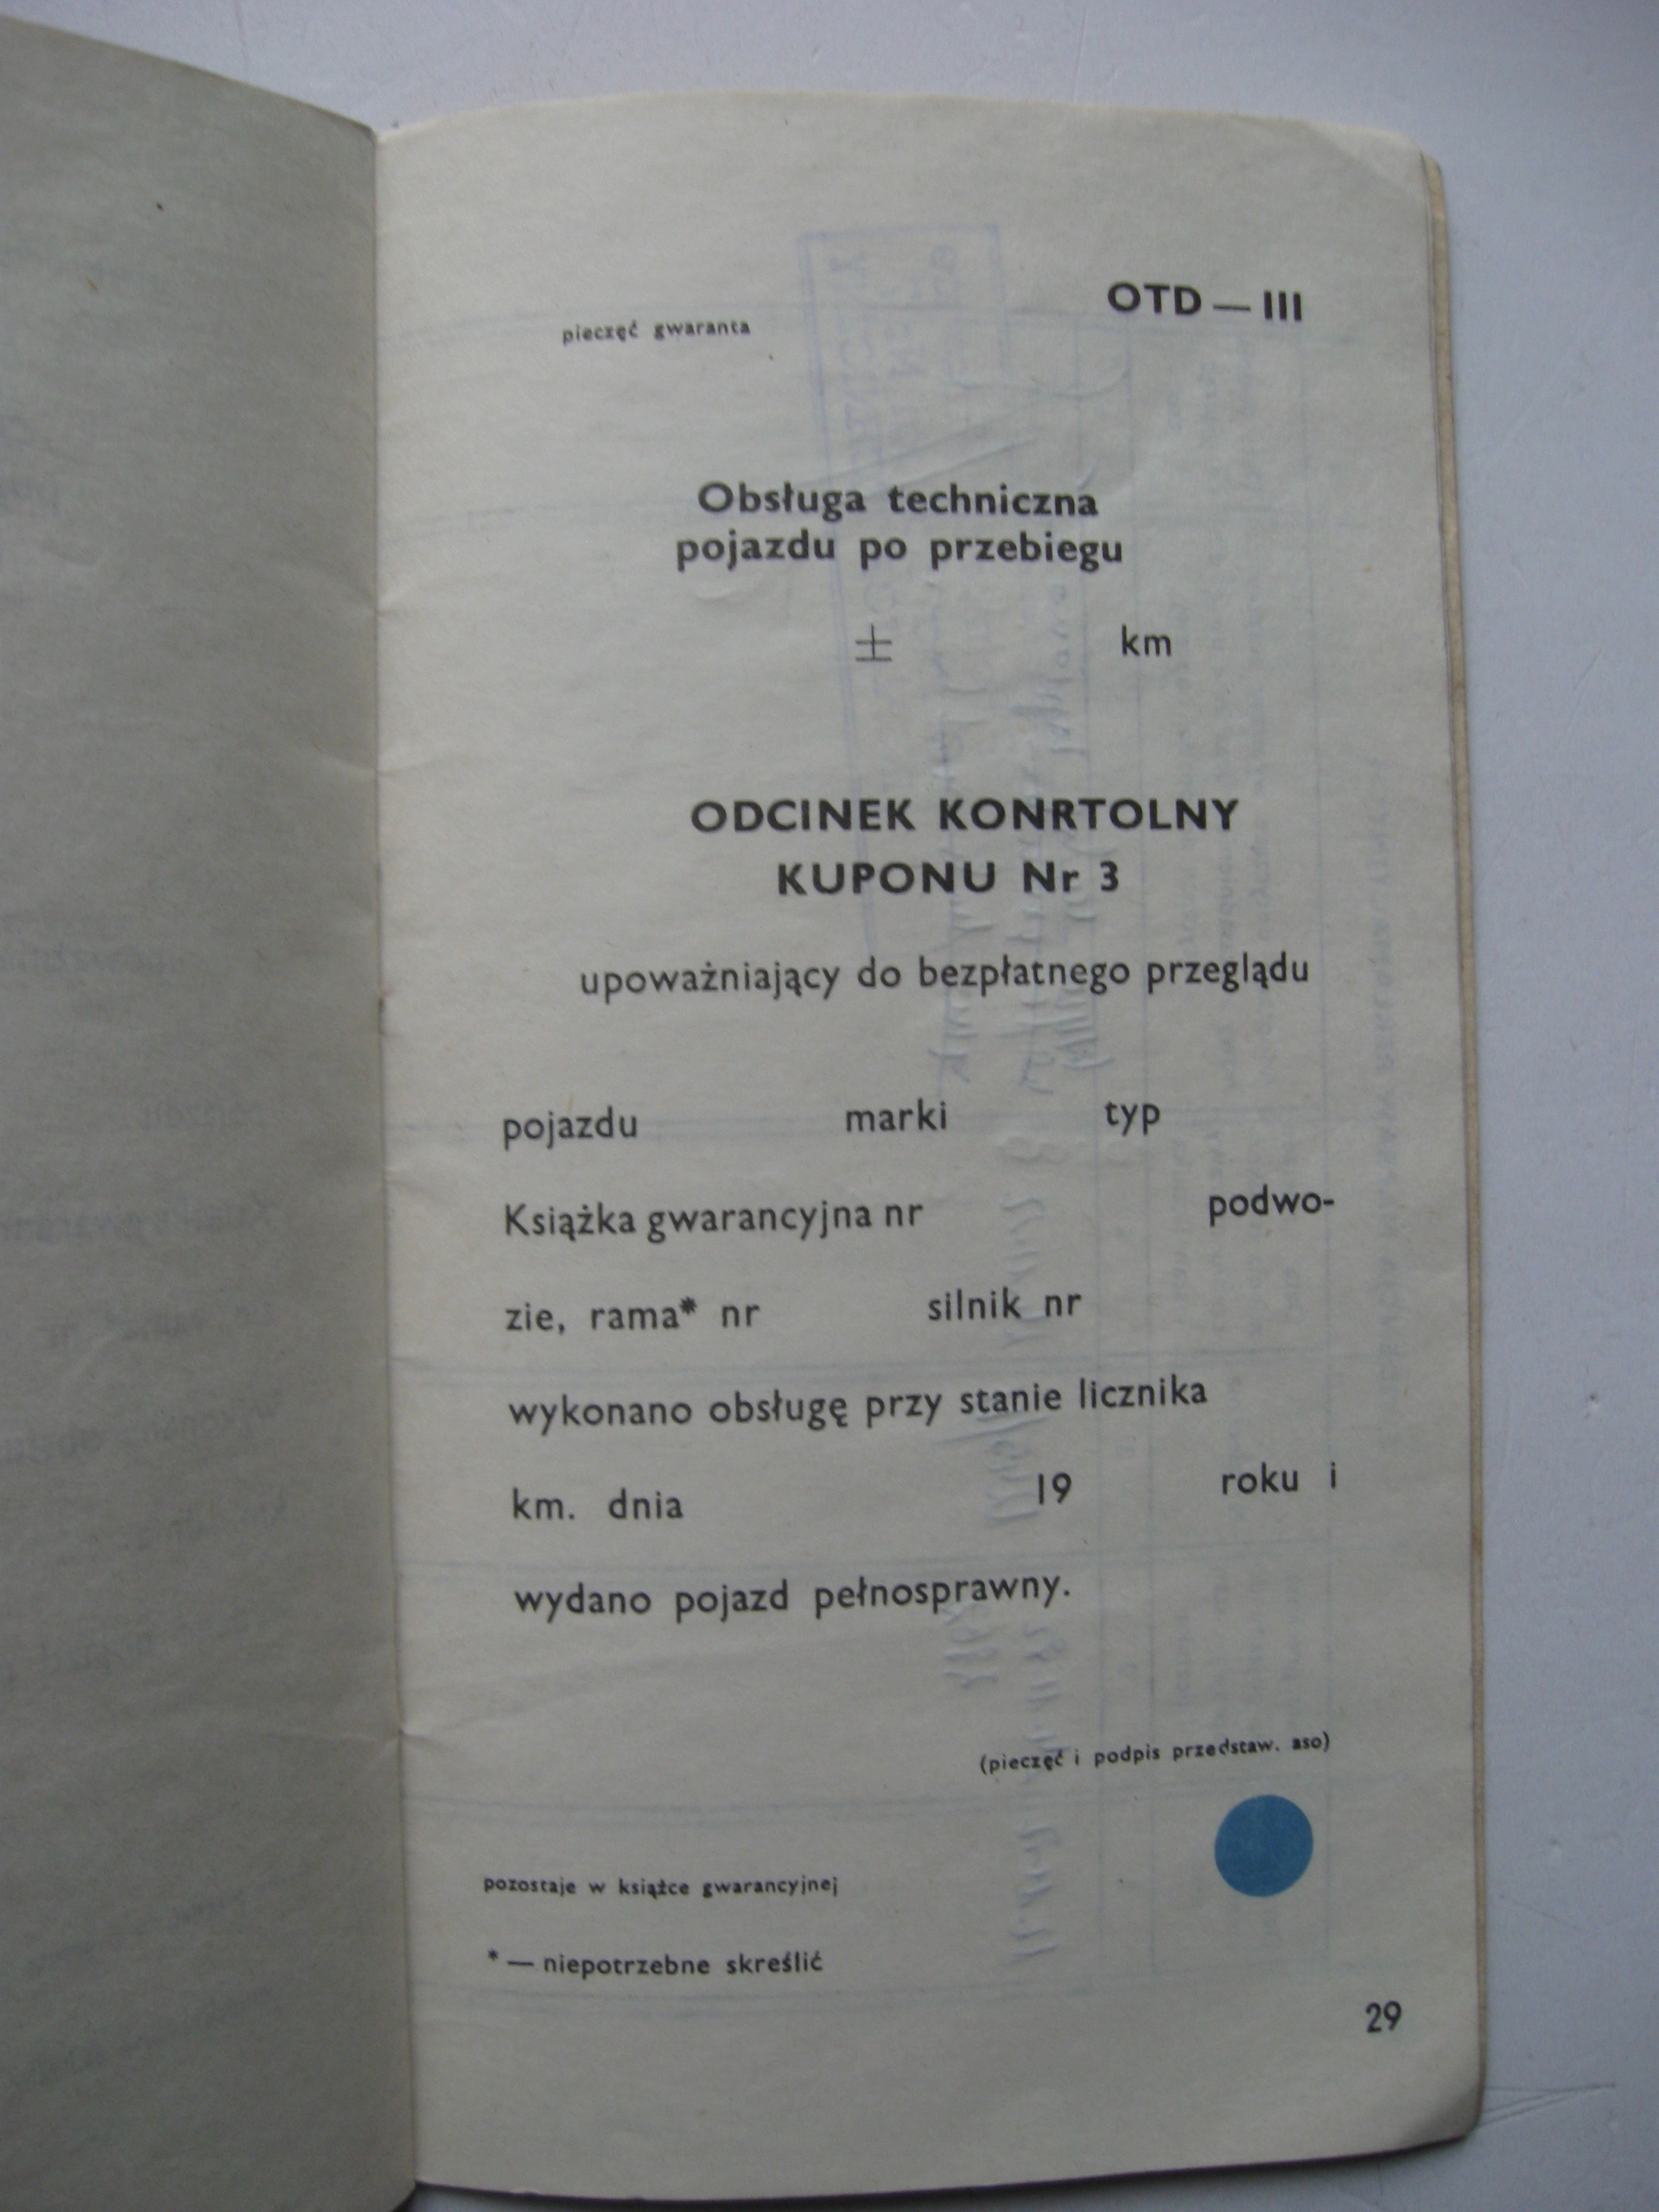 OTD — III
pieczęć gwaranta
Obsługa techniczna
pojazdu po przebiegu
± km
ODCINEK KONRTOLNY
KUPONU Nr 3
upoważniający do bezpłatnego przeglądu
pojazdu marki typ
Książka gwarancyjna nr podwo-
zie, rama* nr silnik nr
wykonano obsługę przy stanie licznika
km. dnia 19 roku i
wydano pojazd pełnosprawny.
(pieczęć i podpis przedstaw. aso)
pozostaje w książce gwarancyjnej
* — niepotrzebne skreślić
29